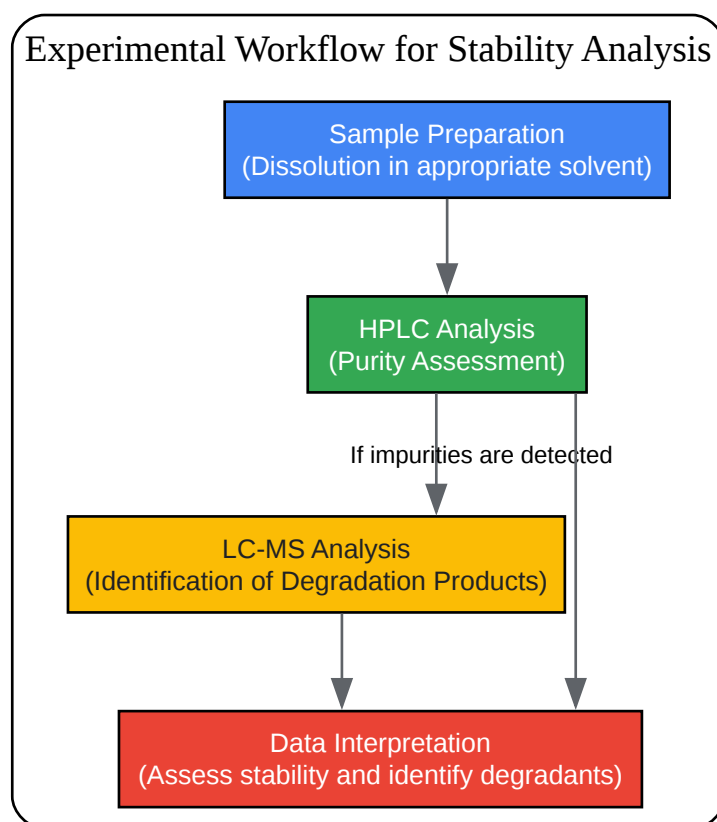 Experimental Workflow for Stability Analysis
Sample Preparation
(Dissolution in appropriate solvent)
HPLC Analysis
(Purity Assessment)
If impurities are detected
LC-MS Analysis
(Identification of Degradation Products)
Data Interpretation
(Assess stability and identify degradants)